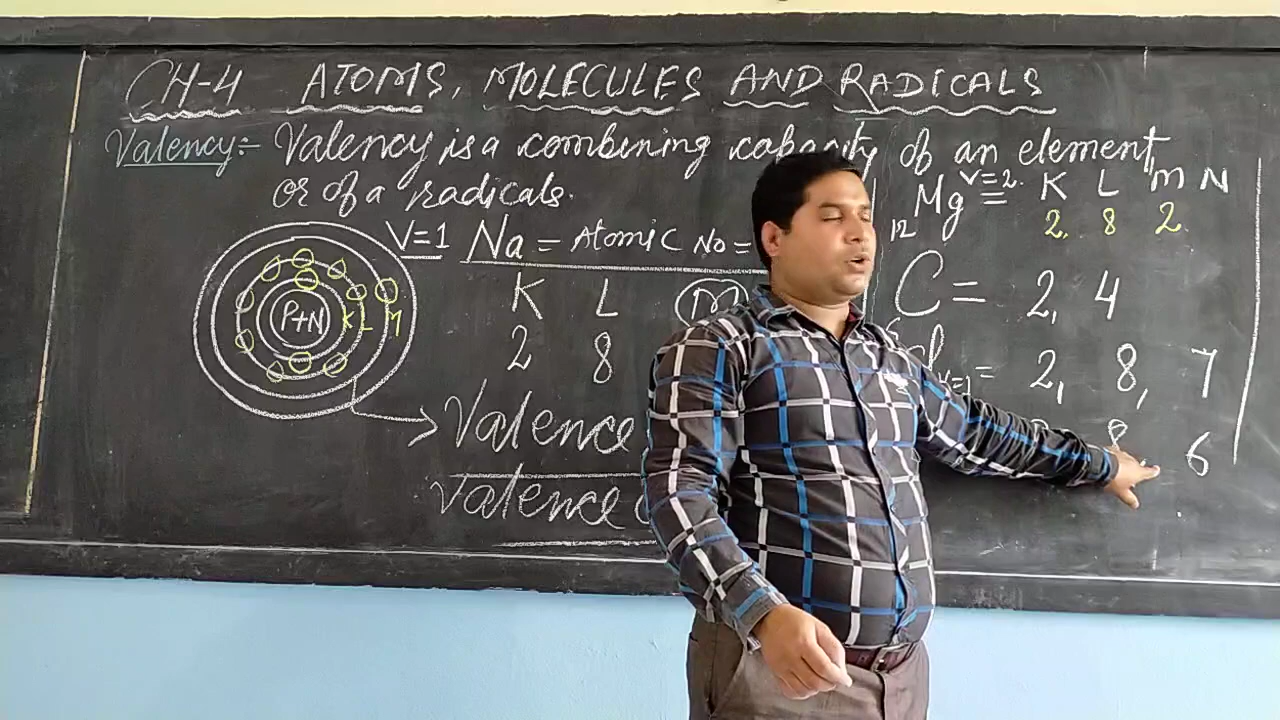 CH-4 ATOMS, MOLECULES AND RADICALS
Valency:- Valency is a combining capacity of an element
or of a radicals.
V=1 Na = Atomic No =
K L M
2 8
P+N K L M
Valence
Valence
12 Mg V=2 = K L M N
2, 8 2
C = 2, 4
V=1 = 2, 8, 7
8 6